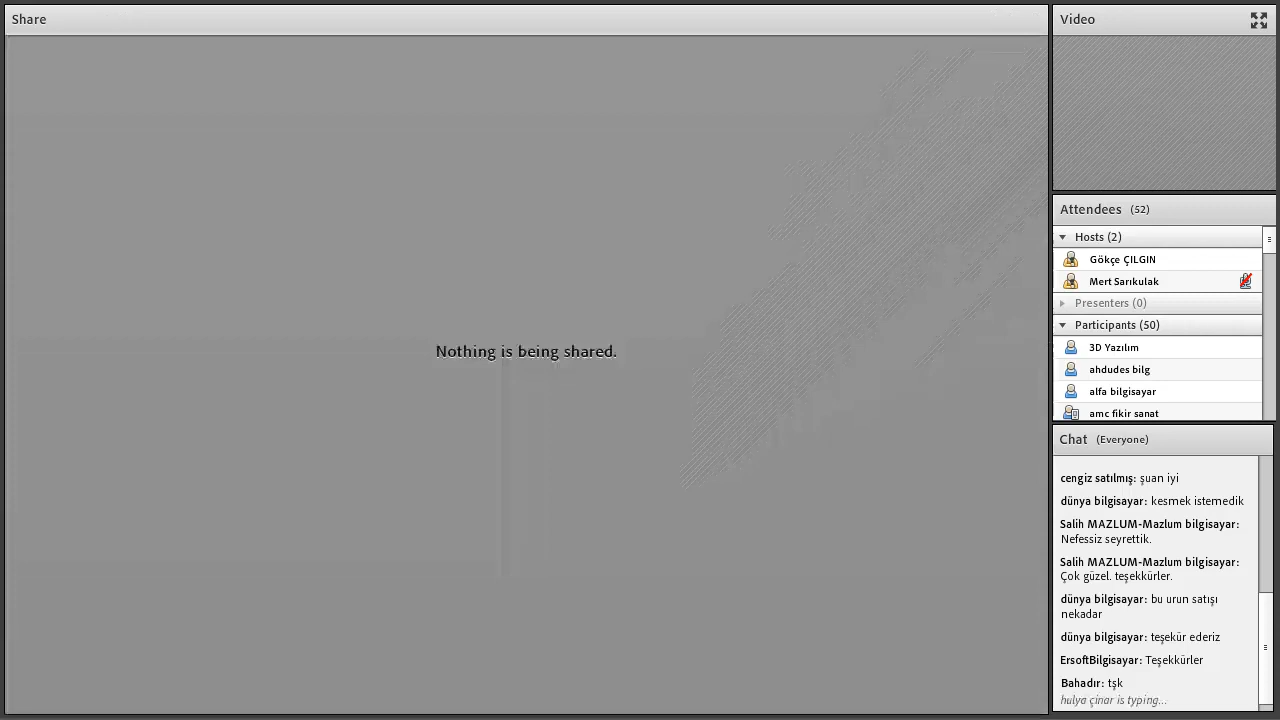 Share
Nothing is being shared.
Video
Attendees (52)
Hosts (2)
Gökçe ÇILGIN
Mert Sarıkulak
Presenters (0)
Participants (50)
3D Yazılım
ahdudes bilg
alfa bilgisayar
amc fikir sanat
Chat (Everyone)
cengiz satılmış: şuan iyi
dünya bilgisayar: kesmek istemedik
Salih MAZLUM-Mazlum bilgisayar:
Nefessiz seyrettik.
Salih MAZLUM-Mazlum bilgisayar:
Çok güzel. teşekkürler.
dünya bilgisayar: bu urun satışı
nekadar
dünya bilgisayar: teşekür ederiz
ErsoftBilgisayar: Teşekkürler
Bahadır: tşk
hulya çinar is typing...